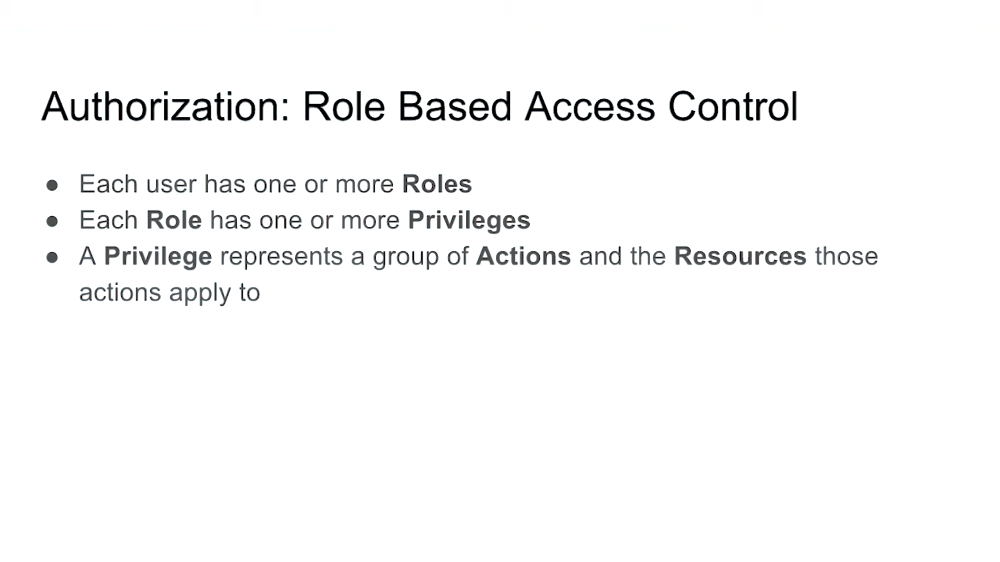 Authorization: Role Based Access Control
● Each user has one or more Roles
● Each Role has one or more Privileges
● A Privilege represents a group of Actions and the Resources those
actions apply to